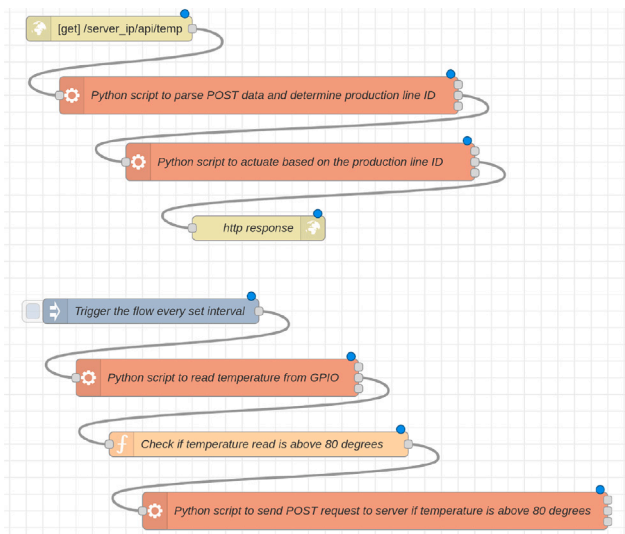 [get] /server_ip/api/temp
Python script to parse POST data and determine production line ID
Python script to actuate based on the production line ID
http response
Trigger the flow every set interval
Python script to read temperature from GPIO
Check if temperature read is above 80 degrees
Python script to send POST request to server if temperature is above 80 degrees